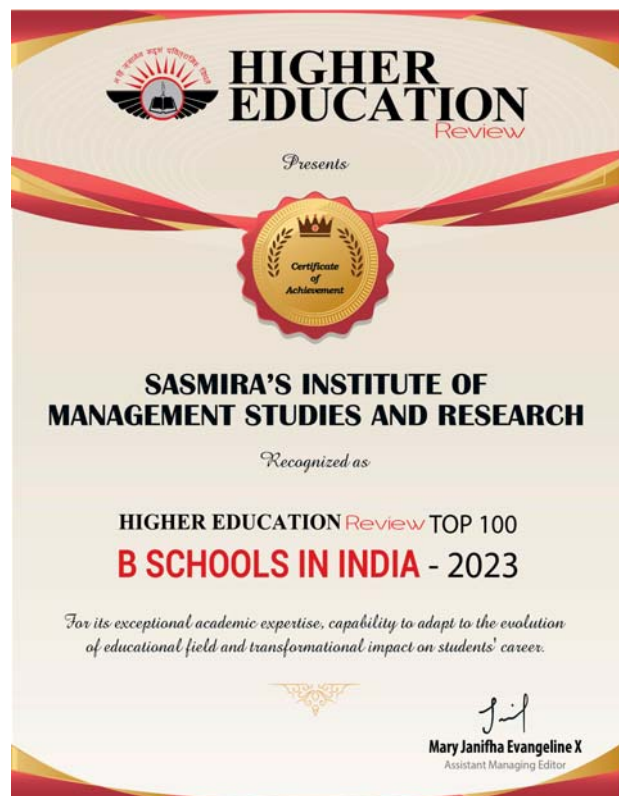 HIGHER
EDUCATION
Review
Presents
Certificate
of
Achievement
SASMIRA'S INSTITUTE OF
MANAGEMENT STUDIES AND RESEARCH
Recognized as
HIGHER EDUCATION Review TOP 100
B SCHOOLS IN INDIA - 2023
For its exceptional academic expertise, capability to adapt to the evolution
of educational field and transformational impact on students' career.
Mary Janifha Evangeline X
Assistant Managing Editor